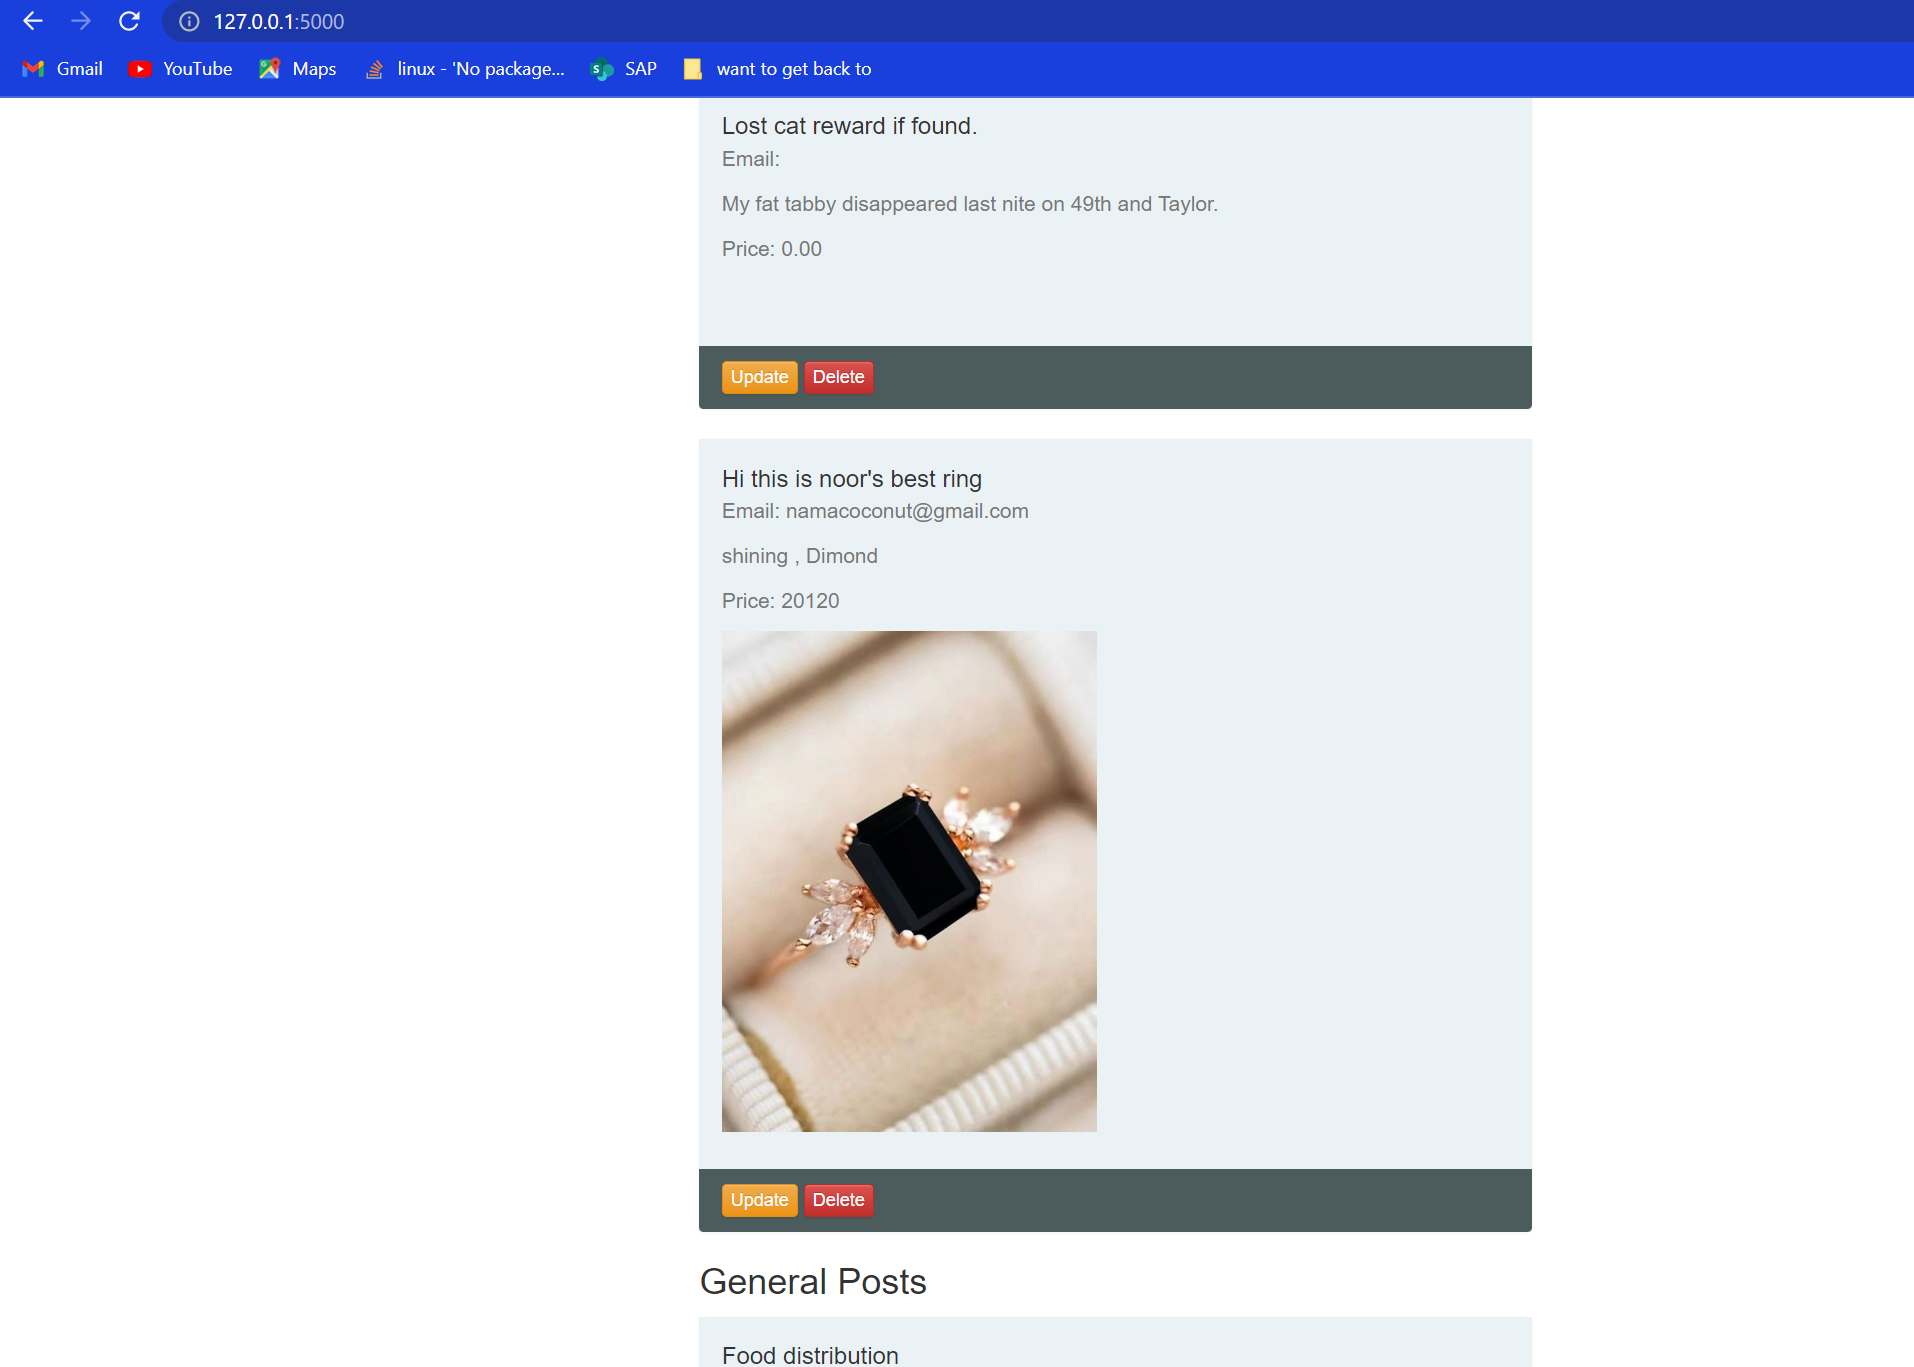 127.0.0.1:5000
Gmail YouTube Maps linux - 'No package... SAP want to get back to
Lost cat reward if found.
Email:
My fat tabby disappeared last nite on 49th and Taylor.
Price: 0.00
Update Delete
Hi this is noor's best ring
Email: namacoconut@gmail.com
shining , Dimond
Price: 20120
Update Delete
General Posts
Food distribution